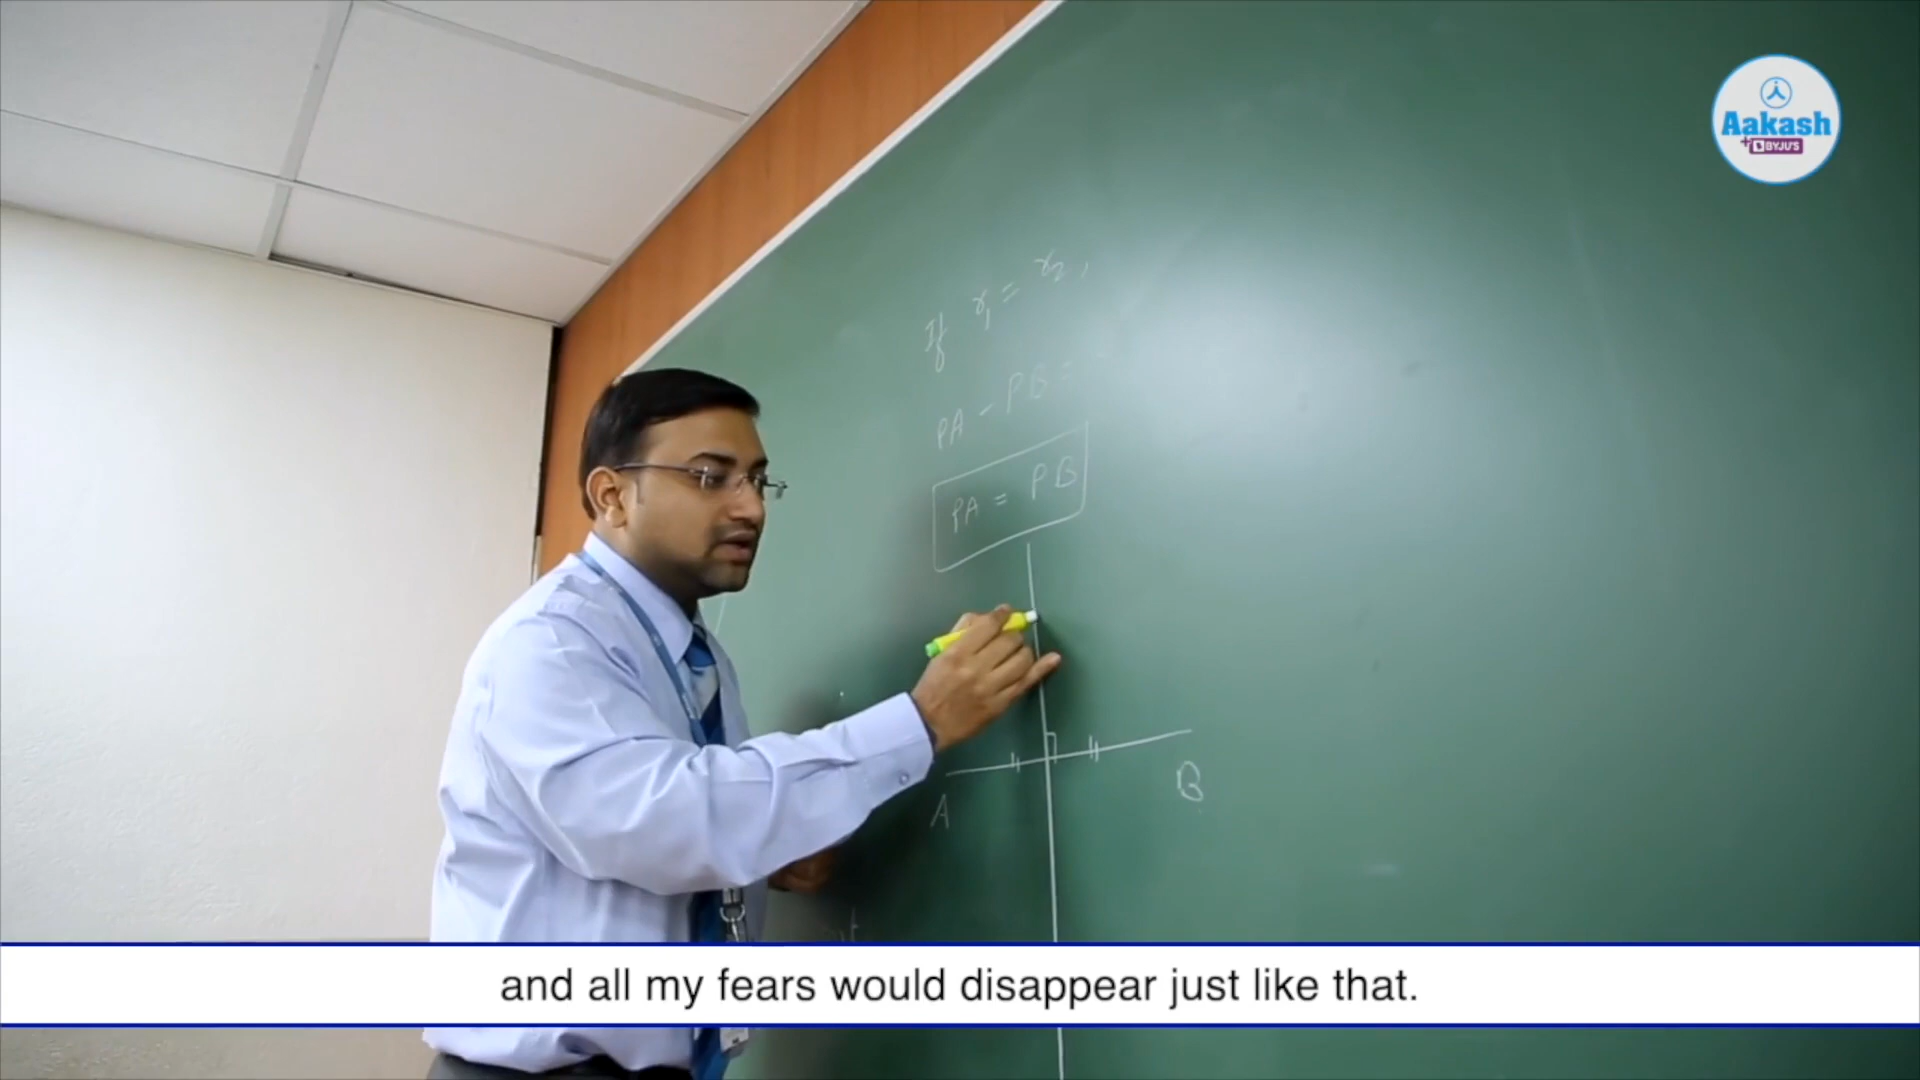 Aakash
+BYJU'S
If r₁ = r₂,
PA - PB =
PA = PB
A
B
and all my fears would disappear just like that.